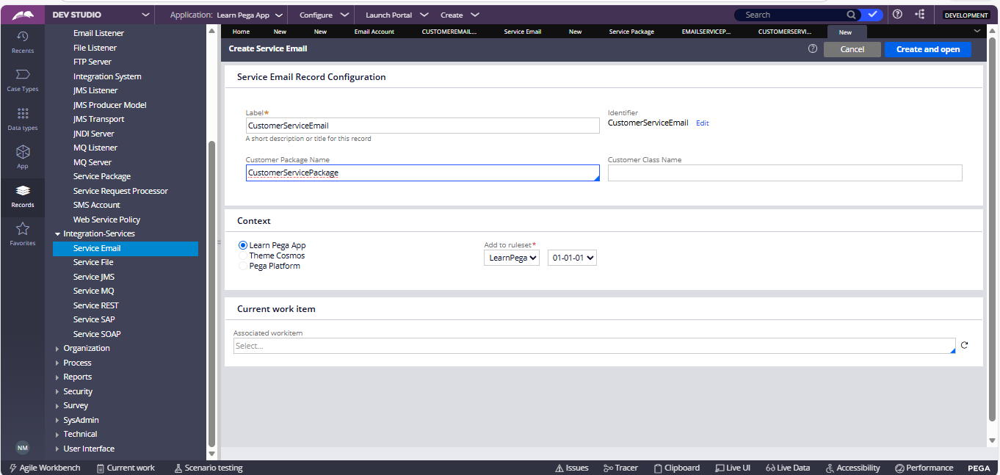 DEV STUDIO
Application: Learn Pega App
Configure
Launch Portal
Create
Search
DEVELOPMENT
Recents
Case Types
Data types
App
Records
Favorites
NM
Email Listener
File Listener
FTP Server
Integration System
JMS Listener
JMS Producer Model
JMS Transport
JNDI Server
MQ Listener
MQ Server
Service Package
Service Request Processor
SMS Account
Web Service Policy
Integration-Services
Service Email
Service File
Service JMS
Service MQ
Service REST
Service SAP
Service SOAP
Organization
Process
Reports
Security
Survey
SysAdmin
Technical
User Interface
Home
New
New
Email Account
CUSTOMEREMAIL...
Service Email
New
Service Package
EMAILSERVICEP...
CUSTOMERSERVI...
New
Create Service Email
Cancel
Create and open
Service Email Record Configuration
Label*
CustomerServiceEmail
A short description or title for this record
Identifier
CustomerServiceEmail Edit
Customer Package Name
CustomerServicePackage
Customer Class Name
Context
Learn Pega App
Theme Cosmos
Pega Platform
Add to ruleset*
LearnPega
01-01-01
Current work item
Associated workitem
Select...
Agile Workbench
Current work
Scenario testing
Issues
Tracer
Clipboard
Live UI
Live Data
Accessibility
Performance
PEGA